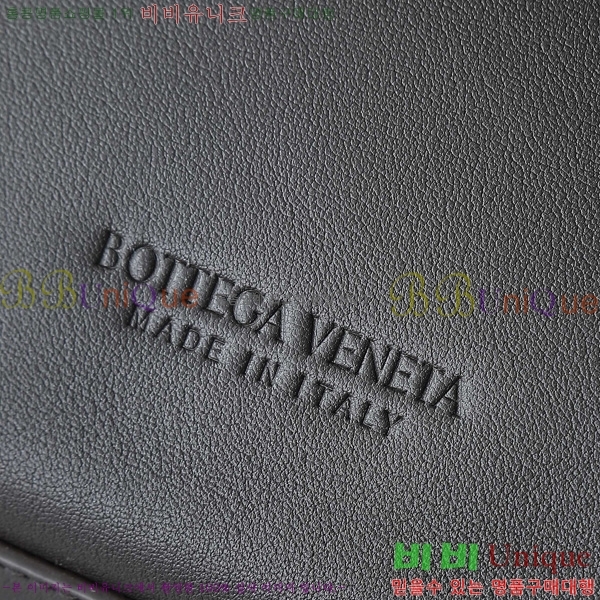 비비유니크
BOTTEGA VENETA
MADE IN ITALY
BBUniQue BBUniQue
비비 Unique
믿을수 있는 명품구매대행